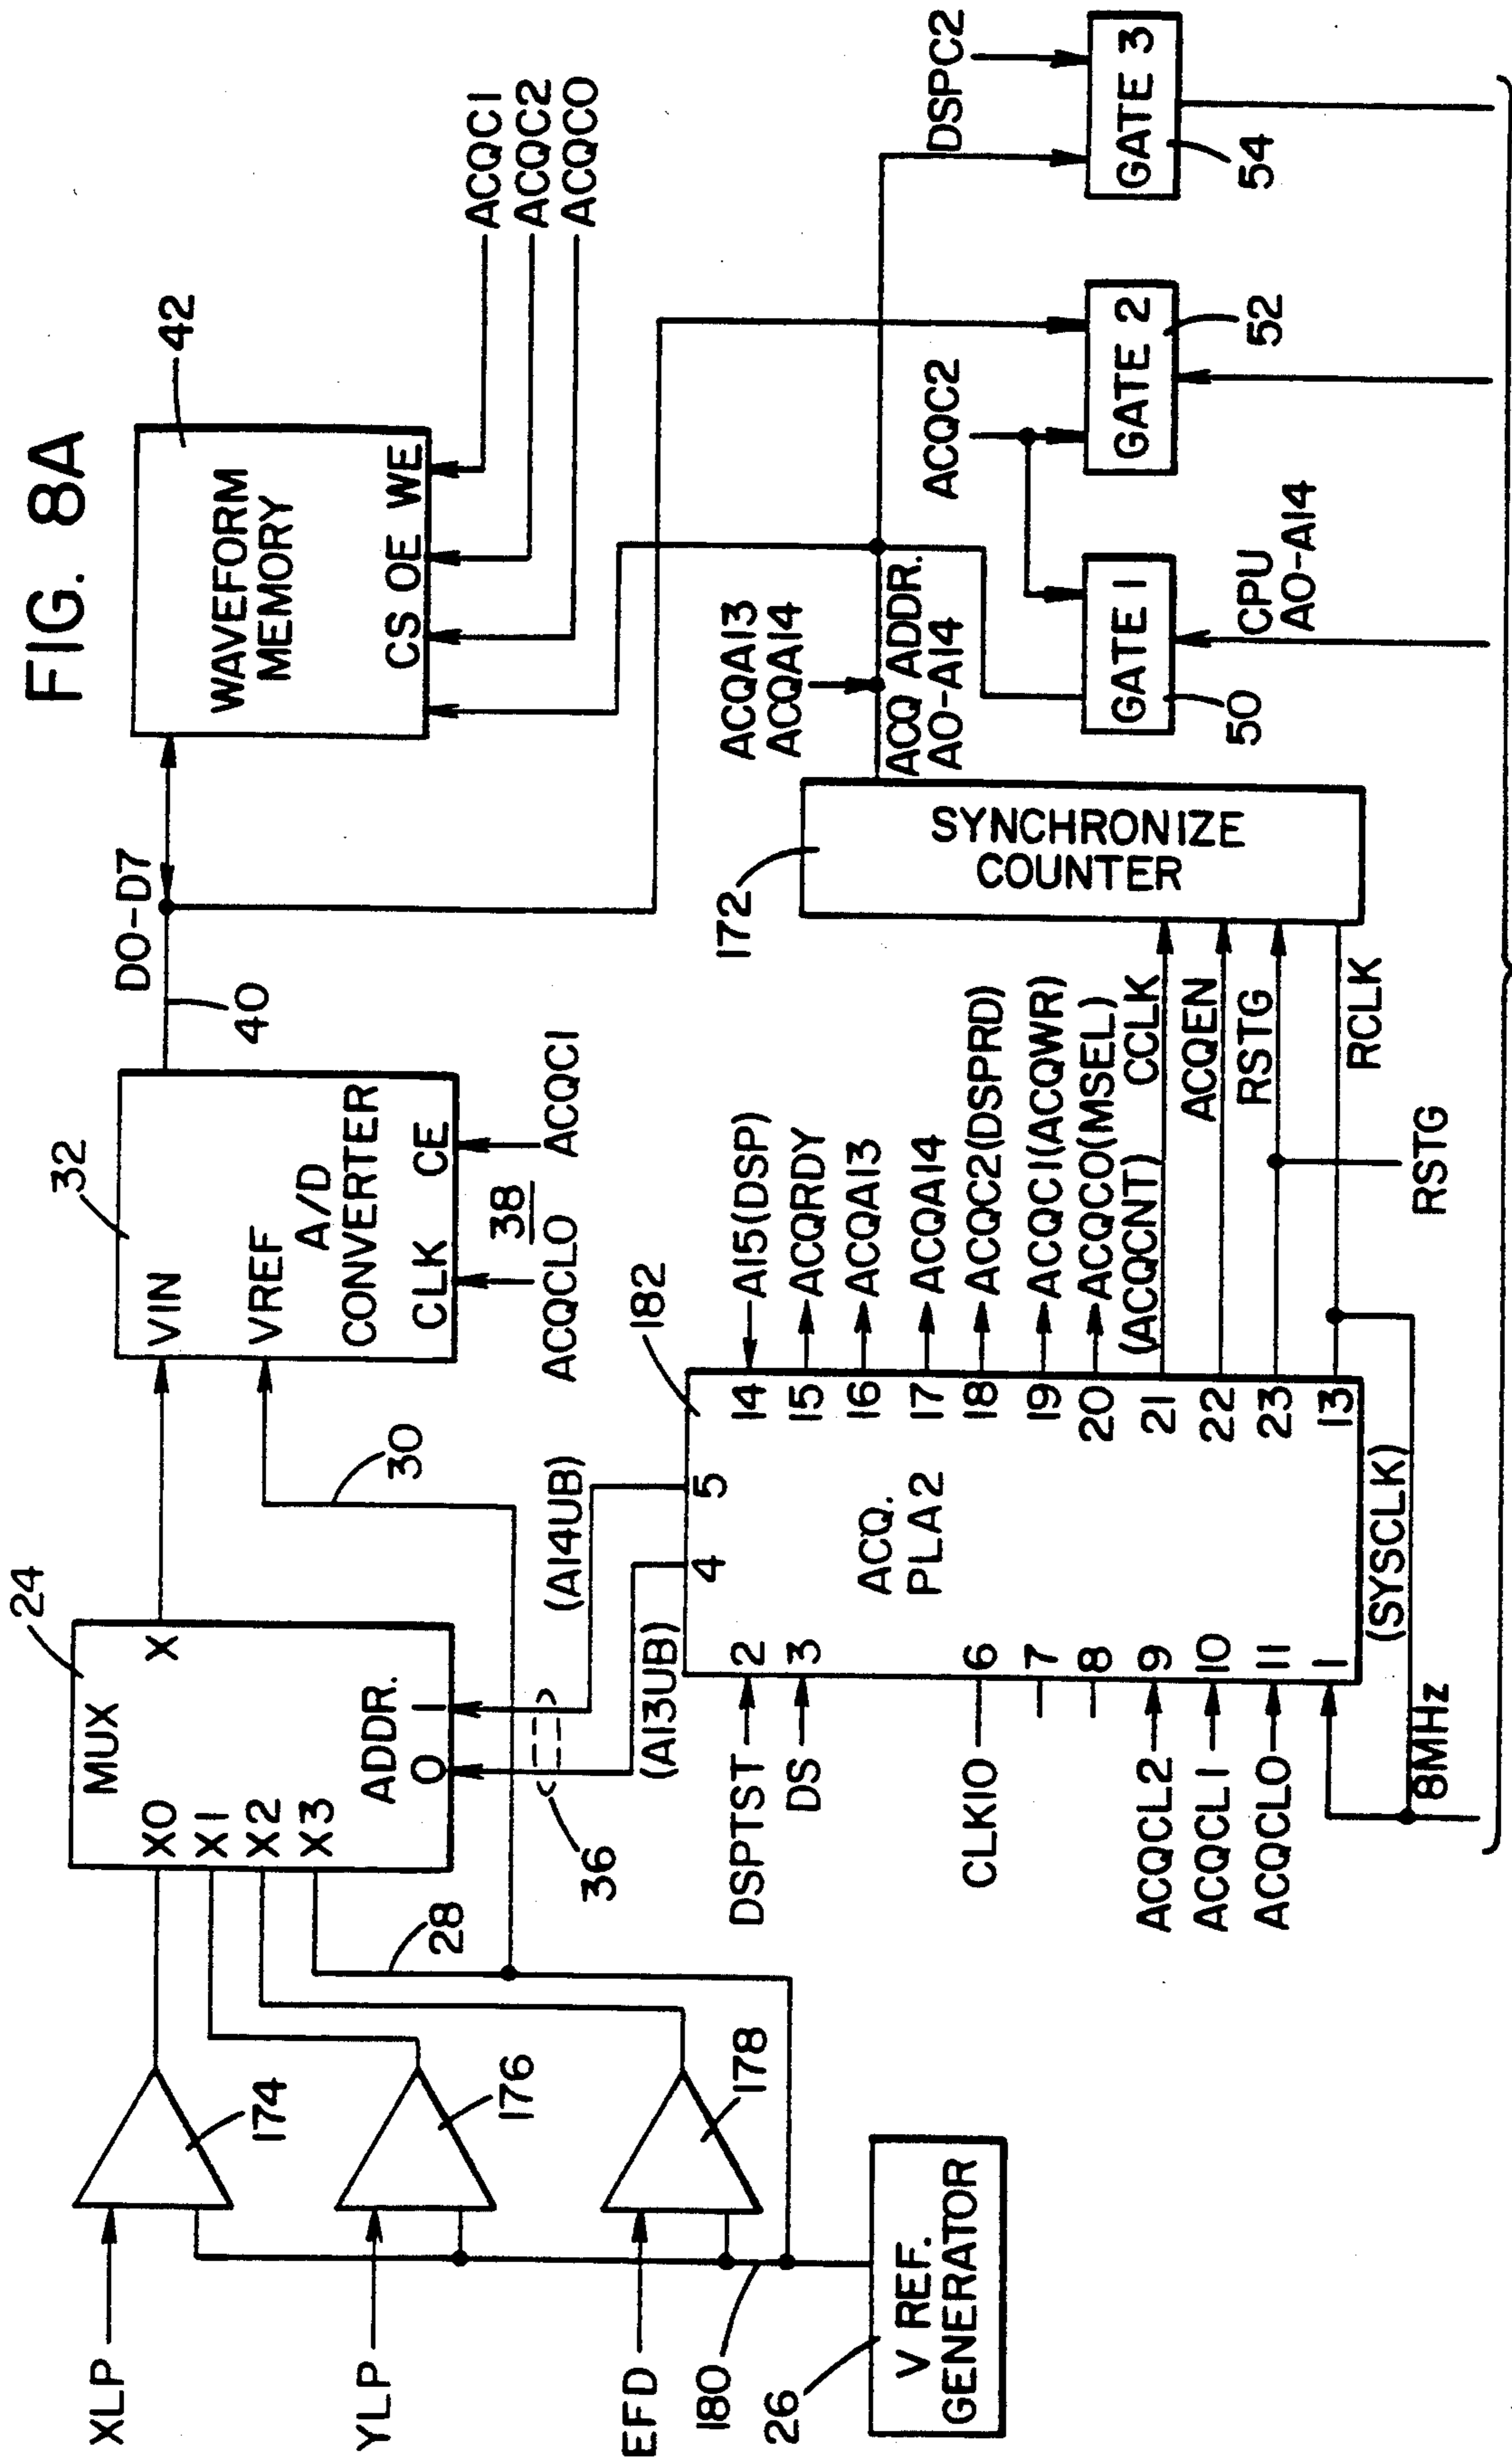 FIG. 8A
XLP
YLP
EFD
174
176
178
180
26
V REF.
GENERATOR
24
MUX
X0
X1
X2
X3
X
ADDR.
0 1
28
36
30
(A13UB)
(A14UB)
32
VIN
VREF
A/D
CONVERTER
CLK CE
ACQCL0
38
ACQC1
40
D0-D7
42
WAVEFORM
MEMORY
CS OE WE
ACQC1
ACQC2
ACQC0
182
ACQ.
PLA2
4
5
DSPTST
2
DS
3
CLK10
6
7
8
ACQCL2
9
ACQCL1
10
ACQCL0
11
1
8MHz
(SYSCLK)
14
A15(DSP)
15
ACQRDY
16
ACQA13
17
ACQA14
18
ACQC2(DSPRD)
19
ACQC1(ACQWR)
20
ACQC0(MSEL)
21
(ACQCNT) CCLK
22
ACQEN
23
RSTG
13
RCLK
RSTG
172
SYNCHRONIZE
COUNTER
ACQA13
ACQA14
ACQ ADDR.
A0-A14
ACQC2
DSPC2
GATE 1
50
CPU
A0-A14
GATE 2
52
GATE 3
54